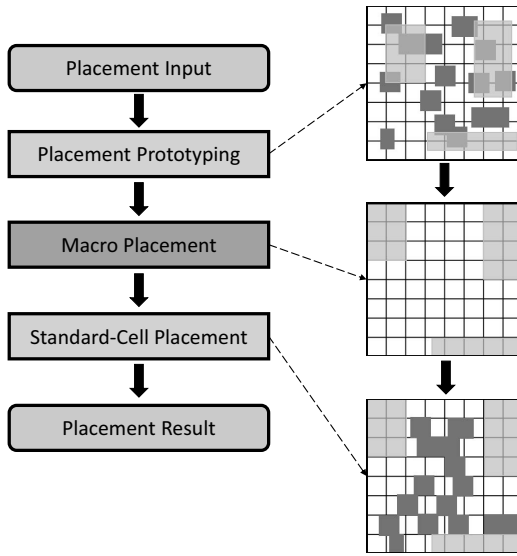 Placement Input
Placement Prototyping
Macro Placement
Standard-Cell Placement
Placement Result